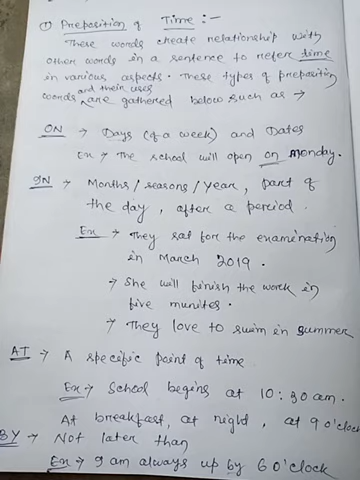 ① Preposition of Time :-
These words create relationship with
other words in a sentence to refer time
in various aspects. These types of preposition
and their uses
words are gathered below such as →
ON → Days (of a week) and Dates
Ex → The school will open on Monday.
IN → Months / seasons / Year, part of
the day, after a period.
Ex → They sat for the examination
in March 2019.
→ She will finish the work in
five munites.
→ They love to swim in summer
AT → A specific point of time
Ex → School begins at 10:30 am.
At breakfast, at night, at 9 o'clock
BY → Not later than
Ex → I am always up by 6 O'clock